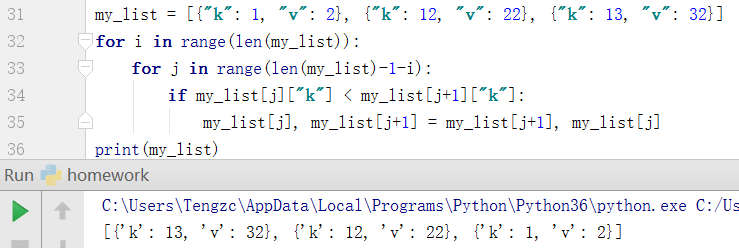 31 my_list = [{"k": 1, "v": 2}, {"k": 12, "v": 22}, {"k": 13, "v": 32}]
32 for i in range(len(my_list)):
33     for j in range(len(my_list)-1-i):
34         if my_list[j]["k"] < my_list[j+1]["k"]:
35             my_list[j], my_list[j+1] = my_list[j+1], my_list[j]
36 print(my_list)
Run homework
C:\Users\Tengzc\AppData\Local\Programs\Python\Python36\python.exe C:/Us
[{'k': 13, 'v': 32}, {'k': 12, 'v': 22}, {'k': 1, 'v': 2}]